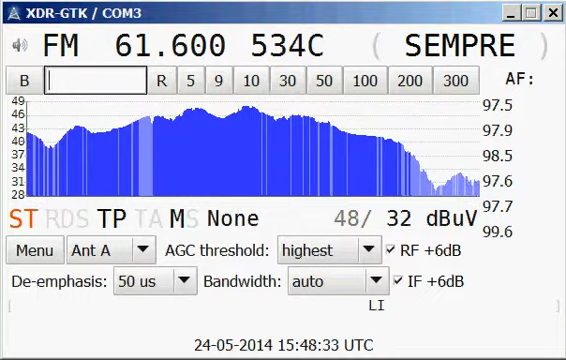 XDR-GTK / COM3
FM 61.600 534C ( SEMPRE )
B R 5 9 10 30 50 100 200 300 AF:
49
46
43
40
37
34
31
28
97.5
97.9
98.5
97.6
97.7
99.6
ST RDS TP TA MS None 48/ 32 dBuV
Menu Ant A AGC threshold: highest RF +6dB
De-emphasis: 50 us Bandwidth: auto IF +6dB
[ LI ]
24-05-2014 15:48:33 UTC